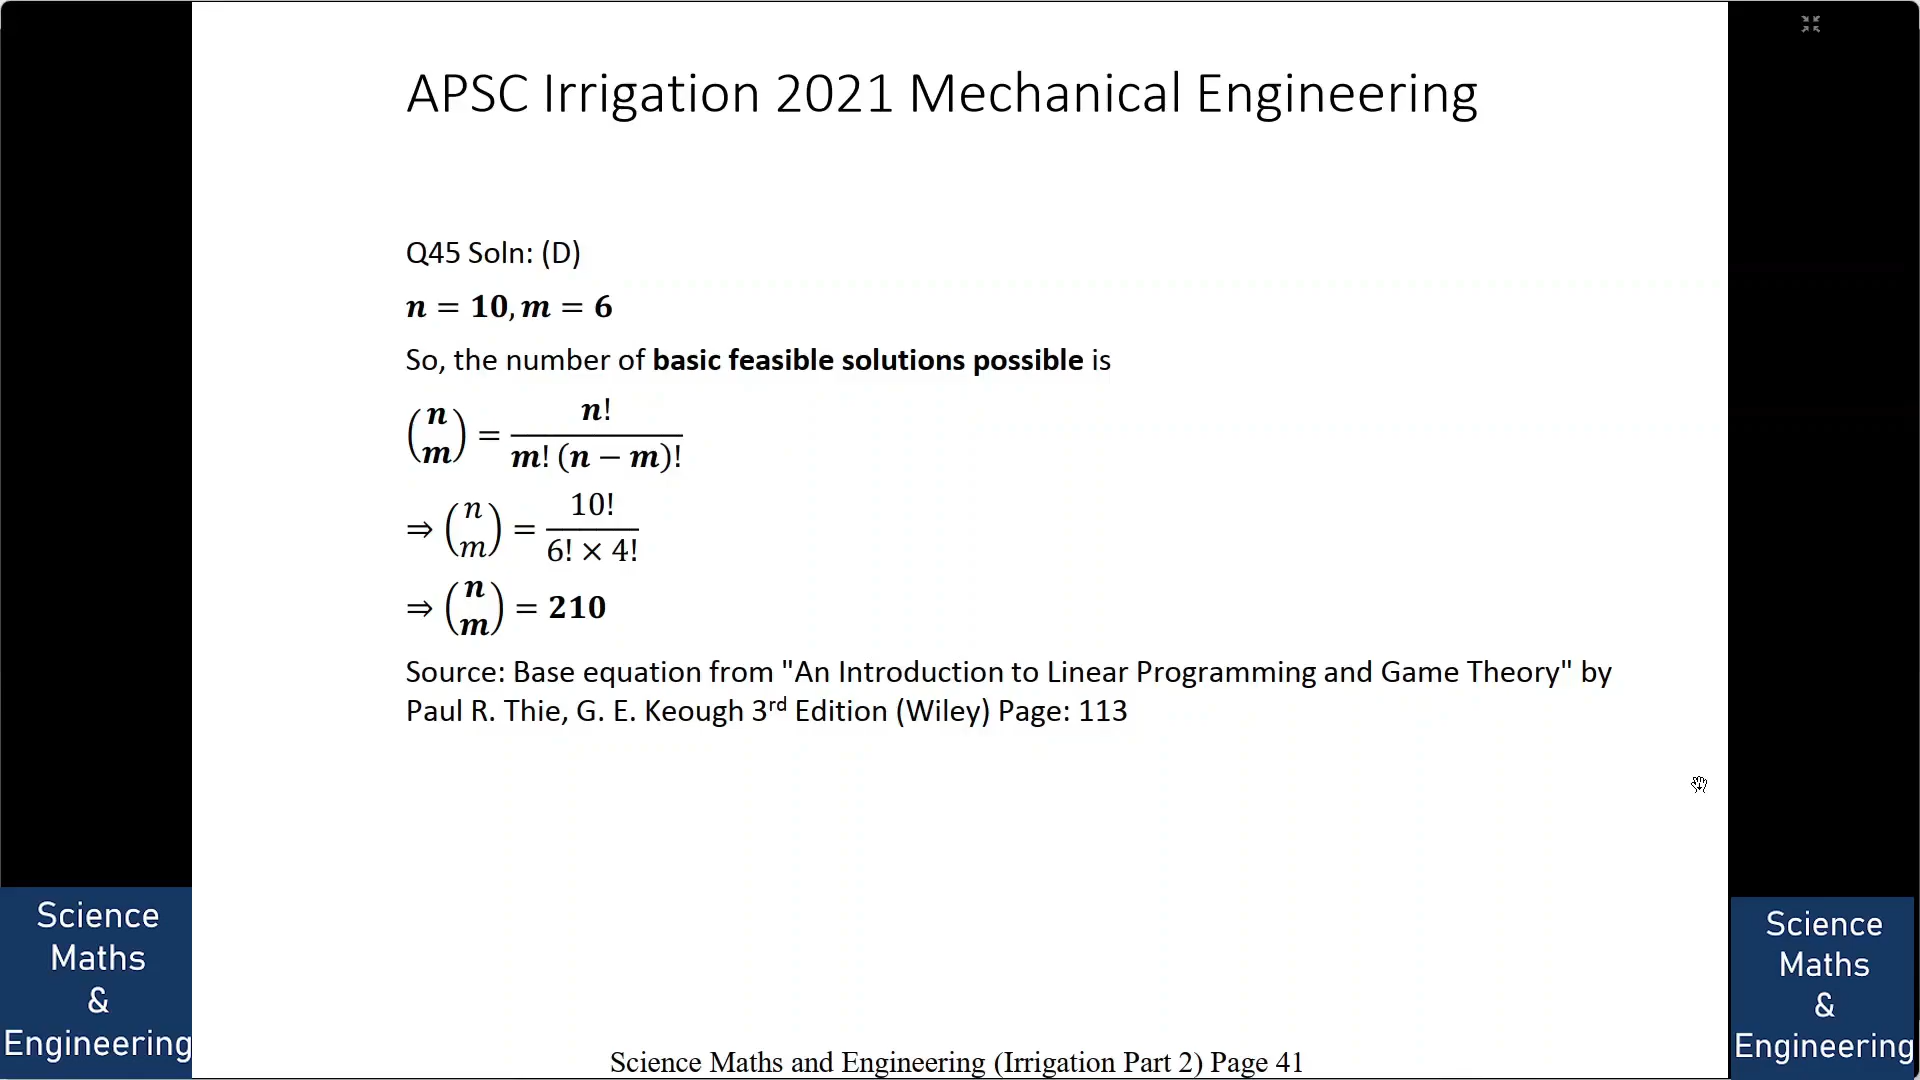 APSC Irrigation 2021 Mechanical Engineering
Q45 Soln: (D)
n = 10, m = 6
So, the number of basic feasible solutions possible is
(n m) = n! / m! (n − m)!
⇒ (n m) = 10! / 6! × 4!
⇒ (n m) = 210
Source: Base equation from "An Introduction to Linear Programming and Game Theory" by
Paul R. Thie, G. E. Keough 3rd Edition (Wiley) Page: 113
Science
Maths
&
Engineering
Science
Maths
&
Engineering
Science Maths and Engineering (Irrigation Part 2) Page 41